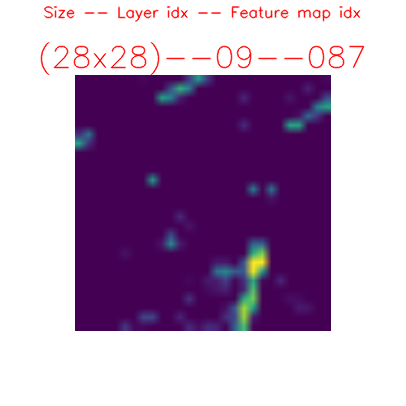 Size -- Layer idx -- Feature map idx
(28x28)--09--087